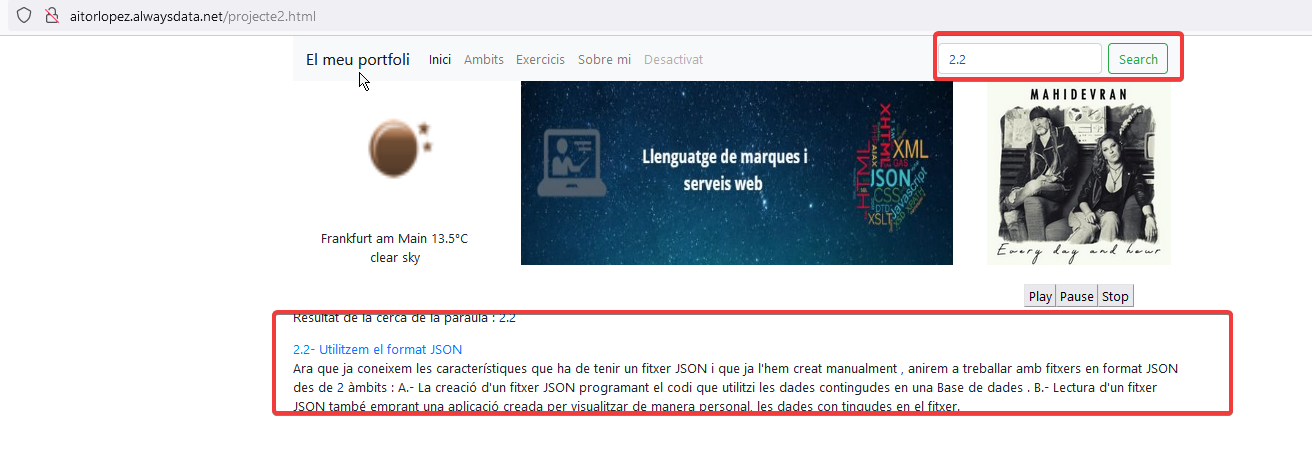 aitorlopez.alwaysdata.net/projecte2.html
El meu portfoli Inici Ambits Exercicis Sobre mi Desactivat 2.2 Search
Frankfurt am Main 13.5°C
clear sky
Llenguatge de marques i
serveis web
XHTML
XML
HTML
AJAX
JSON
CSS
DTD
XSLT
Javascript
MAHIDEVRAN
Every day and hour
Play Pause Stop
Resultat de la cerca de la paraula : 2.2
2.2- Utilitzem el format JSON
Ara que ja coneixem les característiques que ha de tenir un fitxer JSON i que ja l'hem creat manualment , anirem a treballar amb fitxers en format JSON
des de 2 àmbits : A.- La creació d'un fitxer JSON programant el codi que utilitzi les dades contingudes en una Base de dades . B.- Lectura d'un fitxer
JSON també emprant una aplicació creada per visualitzar de manera personal, les dades con tingudes en el fitxer.